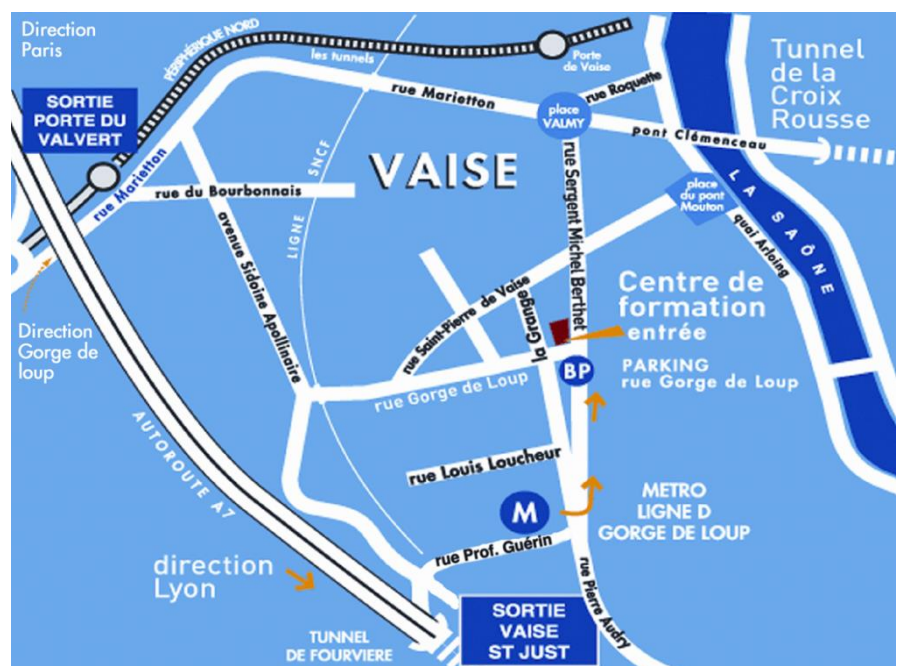 Direction
Paris
PÉRIPHÉRIQUE NORD
les tunnels
Porte
de Vaise
Tunnel
de la
Croix
Rousse
SORTIE
PORTE DU
VALVERT
rue Marietton
place
VALMY
rue Roquette
pont Clémenceau
rue Marietton
rue du Bourbonnais
LIGNE SNCF
VAISE
rue Sergent Michel Berthet
place
du pont
Mouton
LA SAÔNE
quai Arloing
avenue Sidoine Apollinaire
rue Saint-Pierre de Vaise
la Grange
Centre de
formation
entrée
Direction
Gorge de
loup
rue Gorge de Loup
BP
PARKING
rue Gorge de Loup
AUTOROUTE A7
rue Louis Loucheur
M
METRO
LIGNE D
GORGE DE LOUP
rue Prof. Guérin
rue Pierre Audry
direction
Lyon
TUNNEL
DE FOURVIERE
SORTIE
VAISE
ST JUST